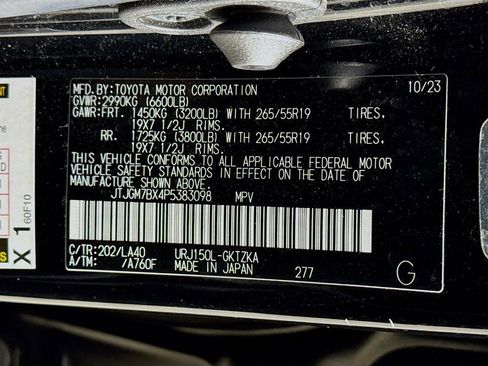 MFD.BY:TOYOTA MOTOR CORPORATION 10/23
GVWR:2990KG (6600LB)
GAWR:FRT. 1450KG (3200LB) WITH 265/55R19 TIRES,
19X7 1/2J RIMS.
RR. 1725KG (3800LB) WITH 265/55R19 TIRES,
19X7 1/2J RIMS.
THIS VEHICLE CONFORMS TO ALL APPLICABLE FEDERAL MOTOR
VEHICLE SAFETY STANDARDS IN EFFECT ON THE DATE OF
MANUFACTURE SHOWN ABOVE.
JTJGM7BX4P5383098 MPV
C/TR:202/LA40 URJ150L-GKTZKA
A/TM: /A760F MADE IN JAPAN 277 G
X 1 60F10